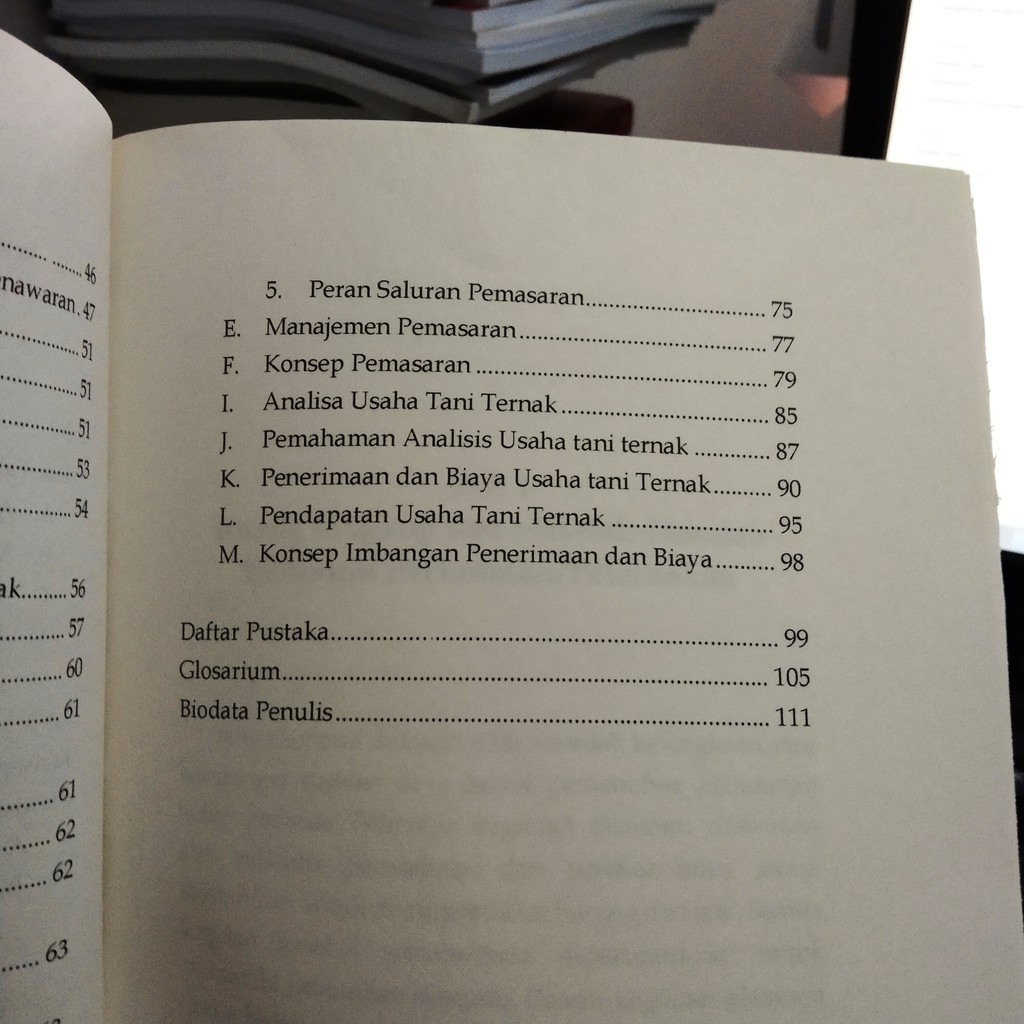 46
nawaran. 47
51
51
51
53
54
ak......... 56
57
60
61
61
62
62
63
5. Peran Saluran Pemasaran.................................. 75
E. Manajemen Pemasaran............................................... 77
F. Konsep Pemasaran ........................................................ 79
I. Analisa Usaha Tani Ternak........................................ 85
J. Pemahaman Analisis Usaha tani ternak .............. 87
K. Penerimaan dan Biaya Usaha tani Ternak........... 90
L. Pendapatan Usaha Tani Ternak ............................... 95
M. Konsep Imbangan Penerimaan dan Biaya........... 98
Daftar Pustaka.................................................................................. 99
Glosarium........................................................................................... 105
Biodata Penulis................................................................................. 111